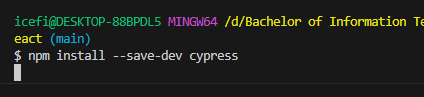 icefi@DESKTOP-88BPDL5 MINGW64 /d/Bachelor of Information Te
eact (main)
$ npm install --save-dev cypress